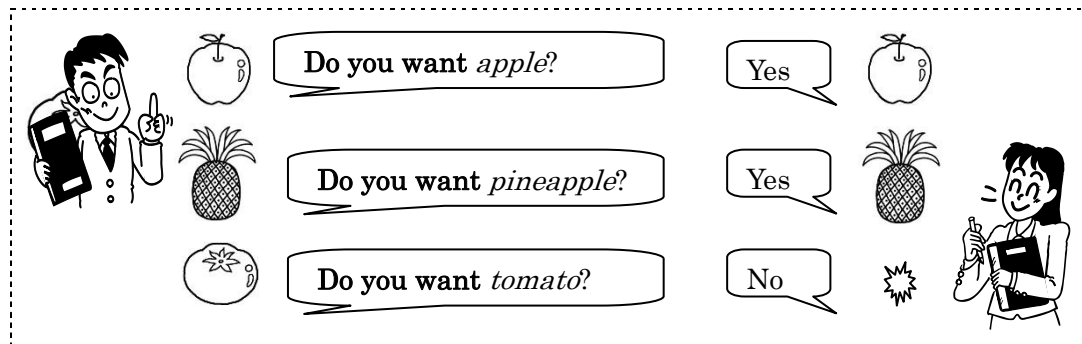 Do you want apple?
Yes
Do you want pineapple?
Yes
Do you want tomato?
No